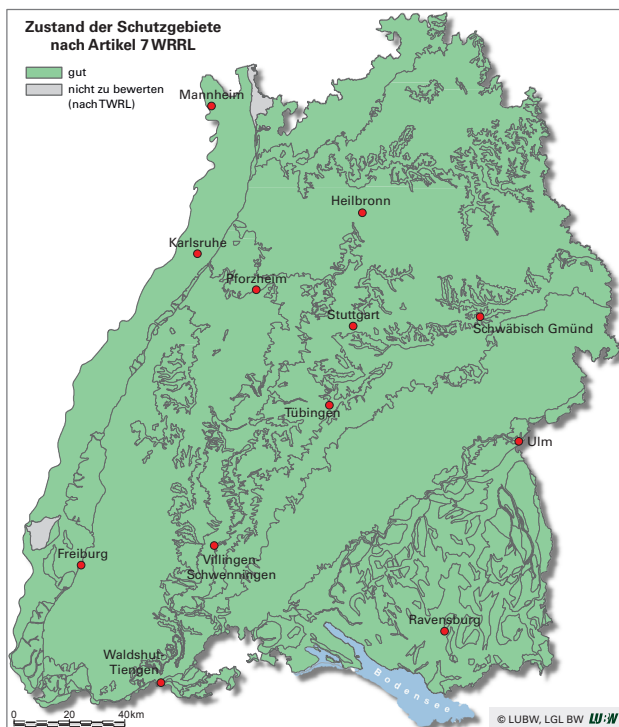 Zustand der Schutzgebiete
nach Artikel 7 WRRL
gut
nicht zu bewerten
(nach TWRL)
Mannheim
Heilbronn
Karlsruhe
Pforzheim
Stuttgart
Schwäbisch Gmünd
Tübingen
Ulm
Villingen-
Schwenningen
Freiburg
Ravensburg
Waldshut-
Tiengen
Bodensee
0 20 40km
© LUBW, LGL BW LU:W